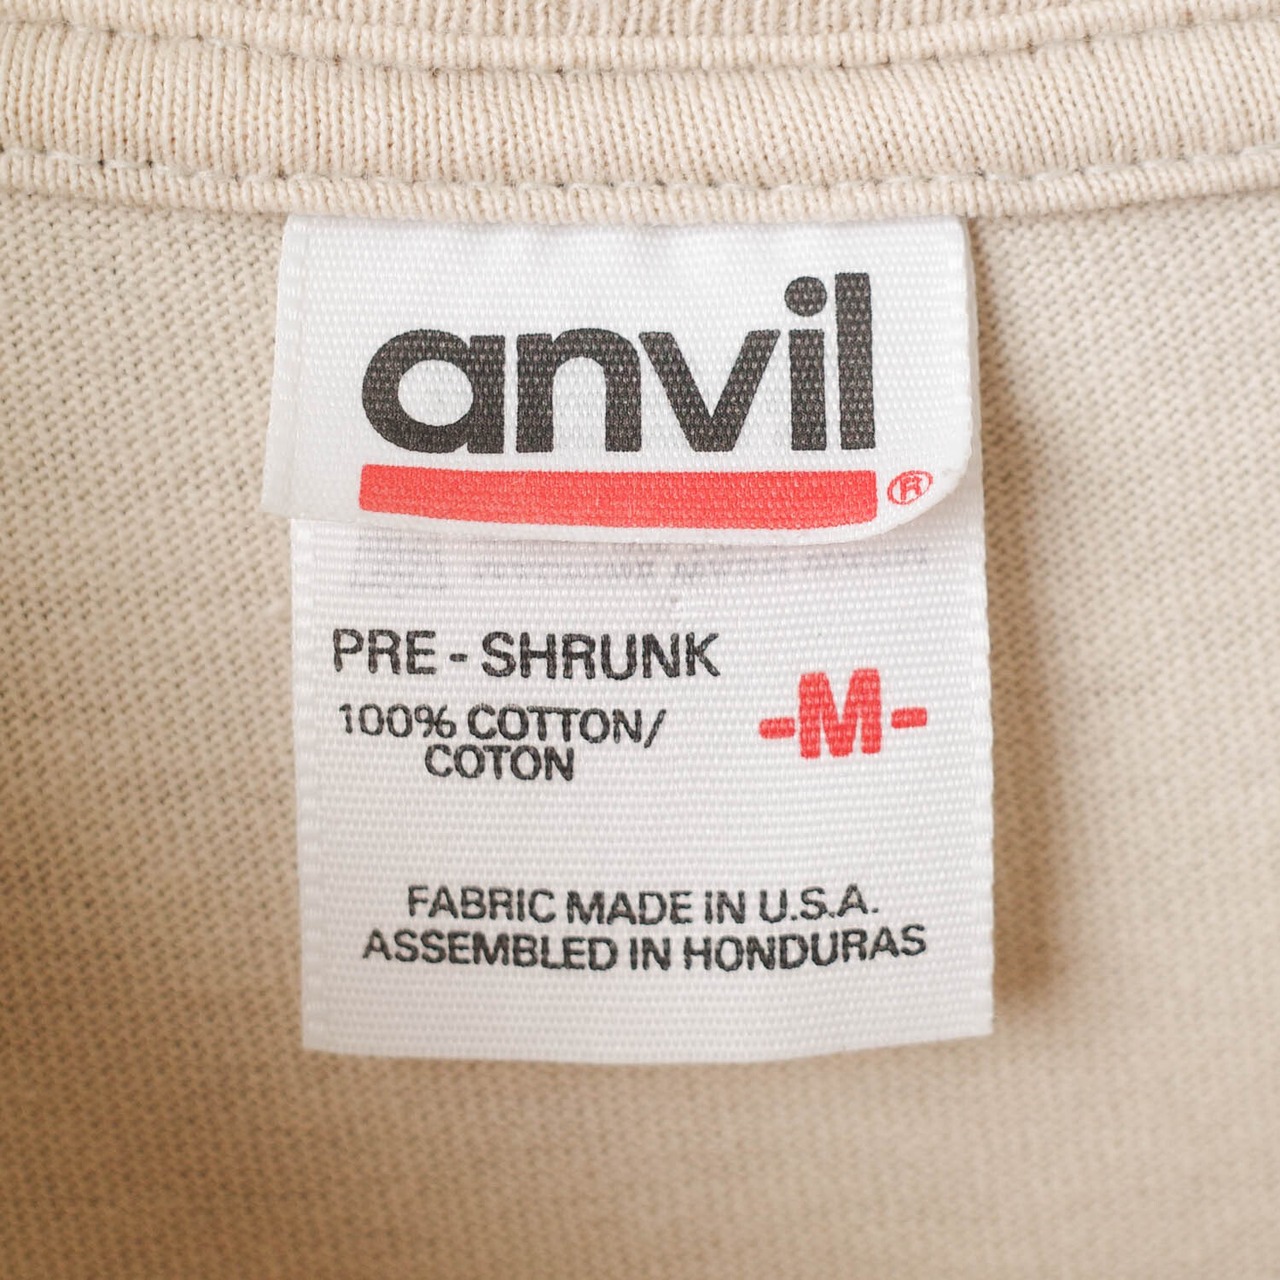 anvil
®
PRE - SHRUNK
100% COTTON/
COTON
-M-
FABRIC MADE IN U.S.A.
ASSEMBLED IN HONDURAS